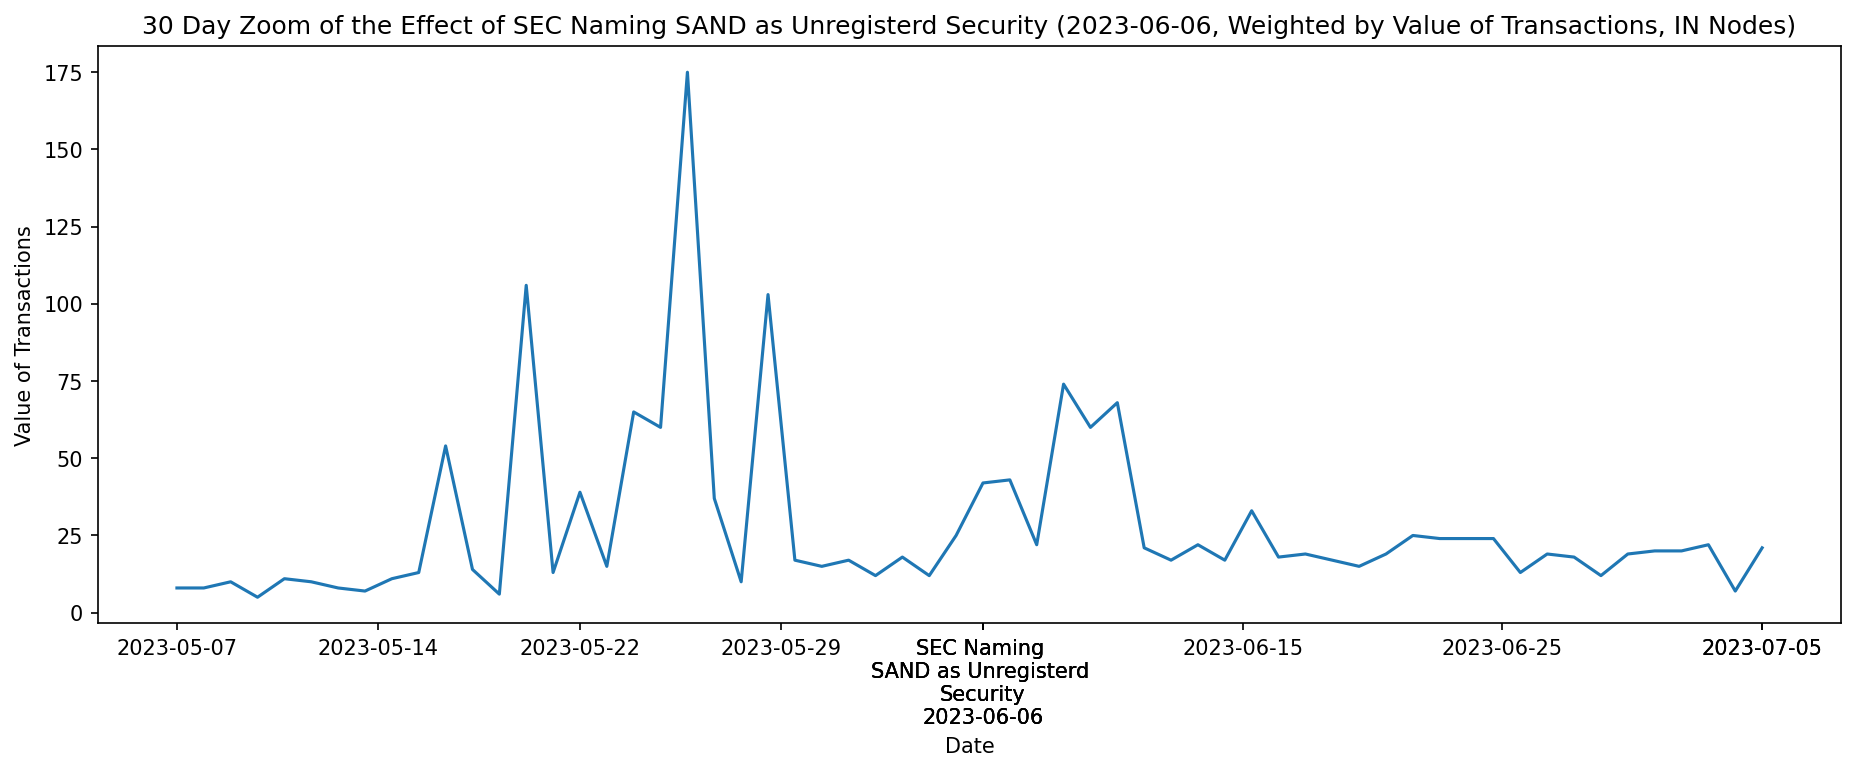 30 Day Zoom of the Effect of SEC Naming SAND as Unregisterd Security (2023-06-06, Weighted by Value of Transactions, IN Nodes)
Value of Transactions
175
150
125
100
75
50
25
0
2023-05-07
2023-05-14
2023-05-22
2023-05-29
SEC Naming
SAND as Unregisterd
Security
2023-06-06
2023-06-15
2023-06-25
2023-07-05
Date